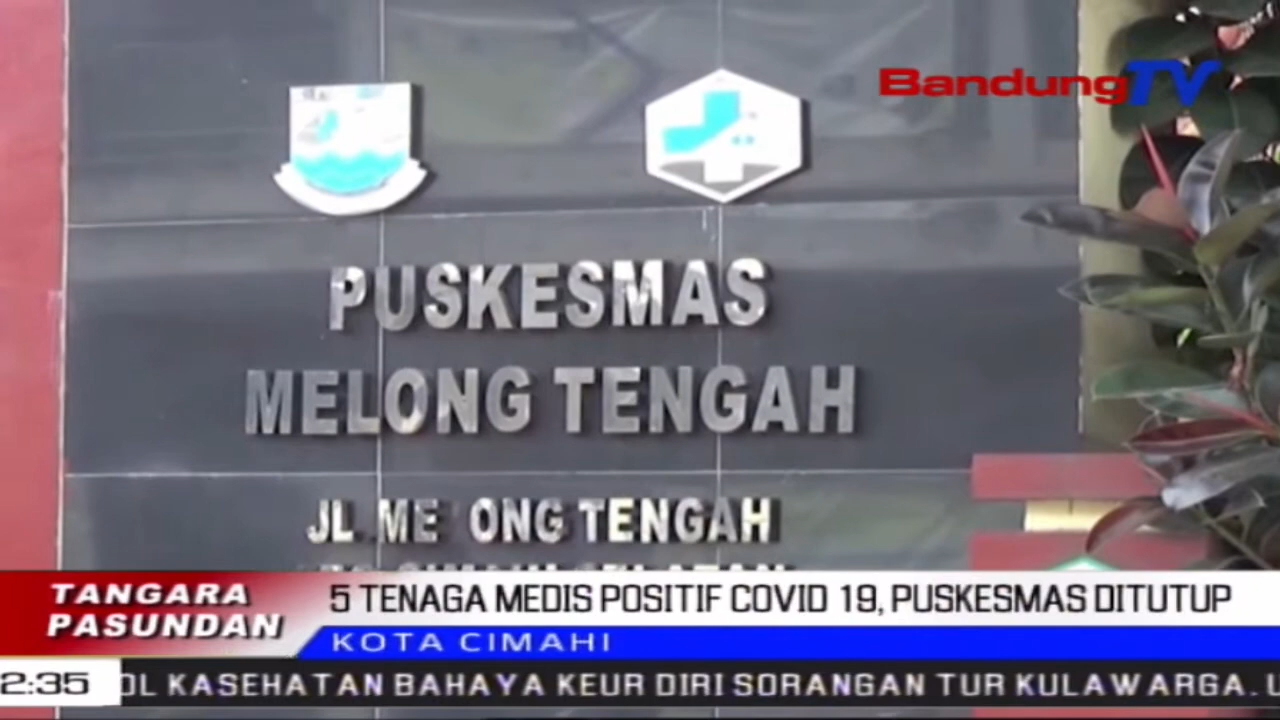 BandungTV
PUSKESMAS
MELONG TENGAH
JL ME ONG TENGAH
TANGARA
PASUNDAN
5 TENAGA MEDIS POSITIF COVID 19, PUSKESMAS DITUTUP
KOTA CIMAHI
2:35
OL KASEHATAN BAHAYA KEUR DIRI SORANGAN TUR KULAWARGA. U